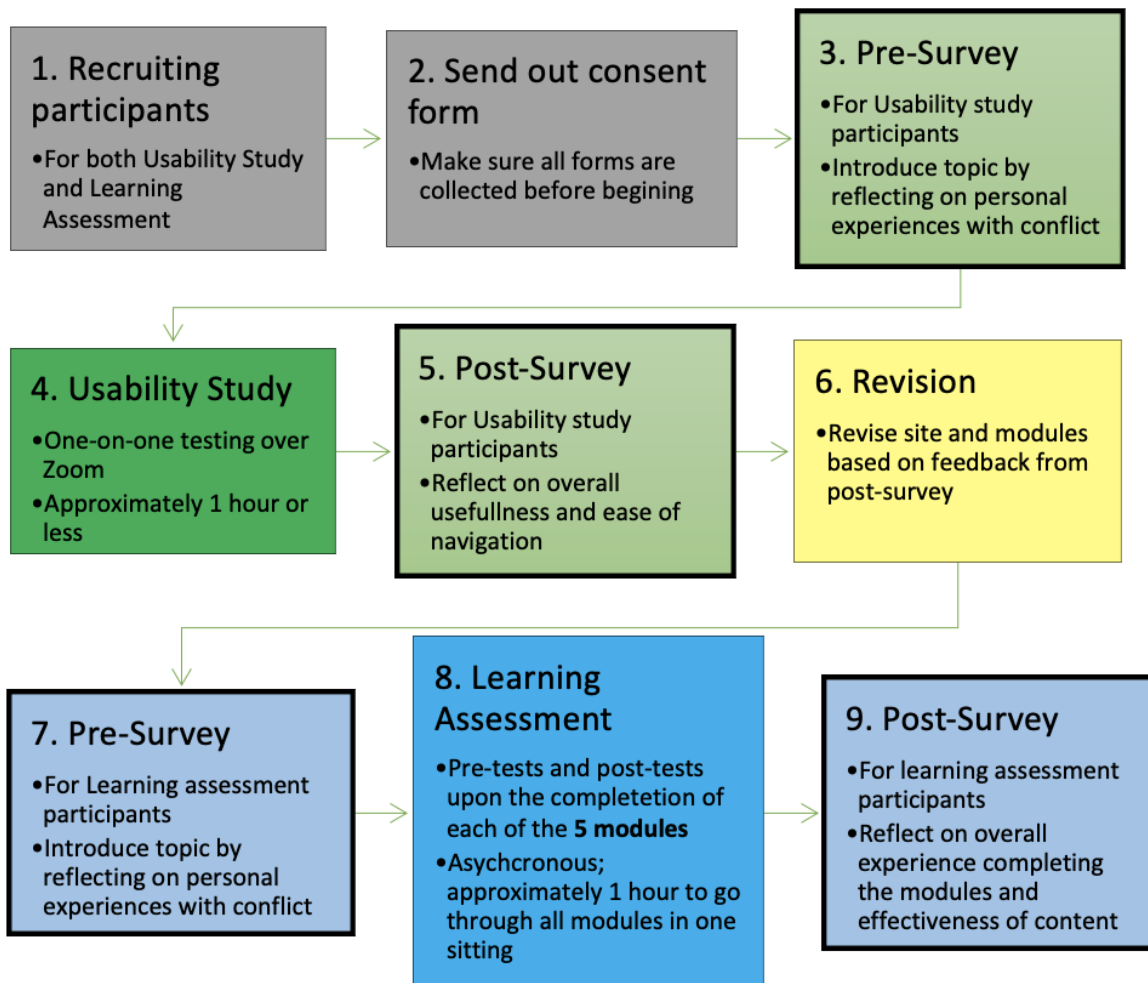 1. Recruiting
participants
•For both Usability Study
and Learning
Assessment
2. Send out consent
form
•Make sure all forms are
collected before begining
3. Pre-Survey
•For Usability study
participants
•Introduce topic by
reflecting on personal
experiences with conflict
4. Usability Study
•One-on-one testing over
Zoom
•Approximately 1 hour or
less
5. Post-Survey
•For Usability study
participants
•Reflect on overall
usefullness and ease of
navigation
6. Revision
•Revise site and modules
based on feedback from
post-survey
7. Pre-Survey
•For Learning assessment
participants
•Introduce topic by
reflecting on personal
experiences with conflict
8. Learning
Assessment
•Pre-tests and post-tests
upon the completetion of
each of the 5 modules
•Asychcronous;
approximately 1 hour to go
through all modules in one
sitting
9. Post-Survey
•For learning assessment
participants
•Reflect on overall
experience completing
the modules and
effectiveness of content